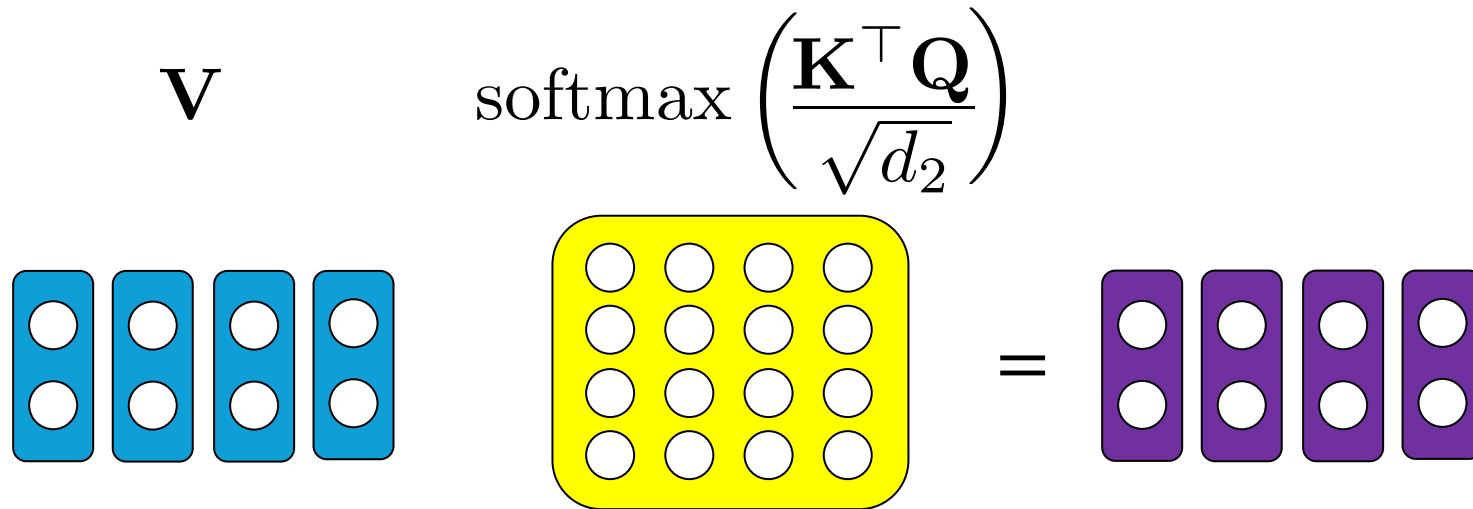 V softmax (K^⊤Q / √d₂)
=